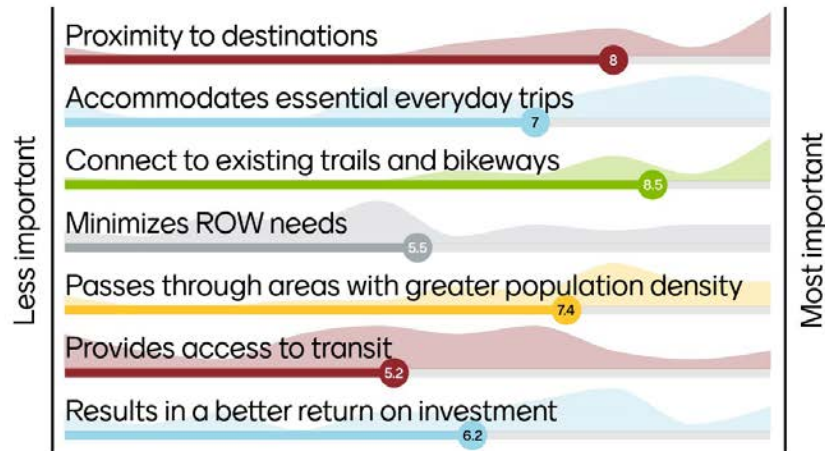 Less important
Proximity to destinations
8
Accommodates essential everyday trips
7
Connect to existing trails and bikeways
8.5
Minimizes ROW needs
5.5
Passes through areas with greater population density
7.4
Provides access to transit
5.2
Results in a better return on investment
6.2
Most important